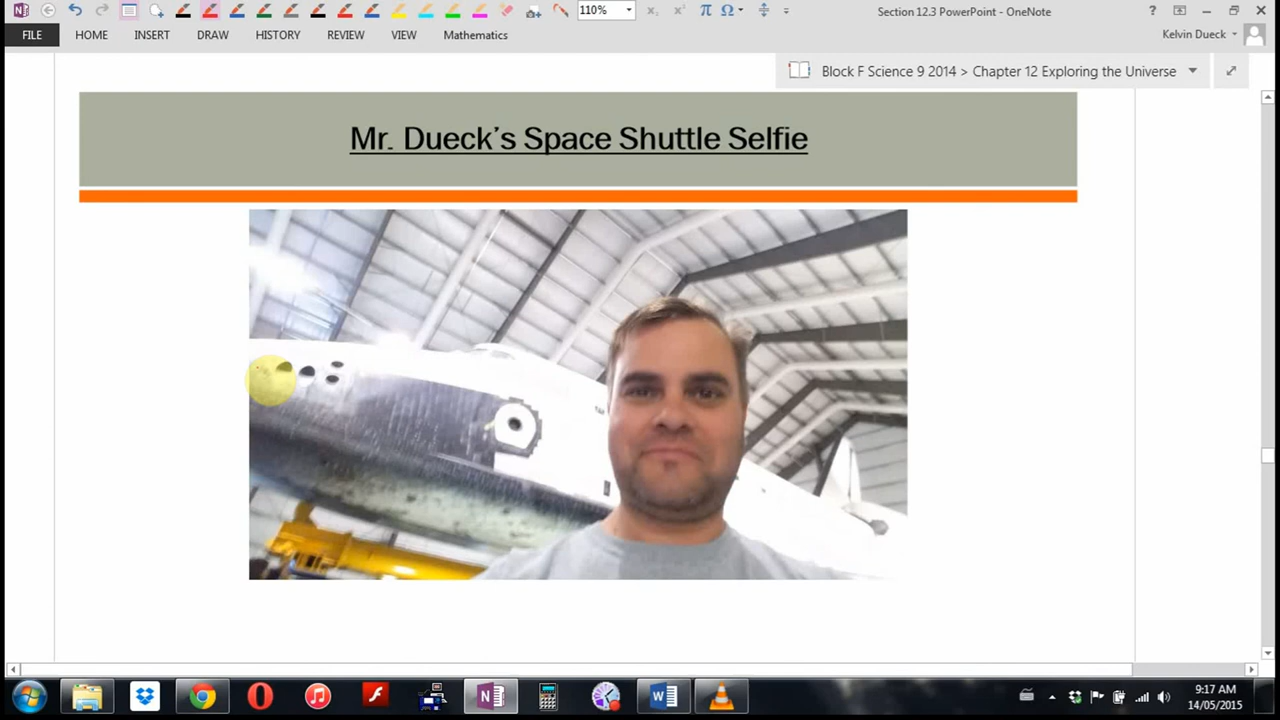 110%
Section 12.3 PowerPoint - OneNote
FILE HOME INSERT DRAW HISTORY REVIEW VIEW Mathematics
Kelvin Dueck
Block F Science 9 2014 > Chapter 12 Exploring the Universe
Mr. Dueck's Space Shuttle Selfie
9:17 AM
14/05/2015